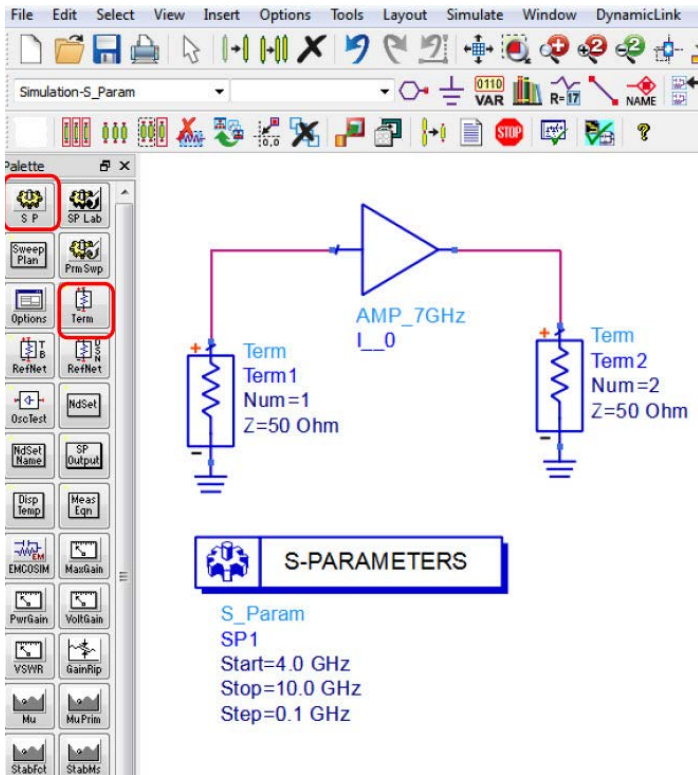 File Edit Select View Insert Options Tools Layout Simulate Window DynamicLink
Simulation-S_Param
0110
VAR
R=17
NAME
0,0
STOP
Palette
S P
SP Lab
Sweep
Plan
Prm Swp
Options
Term
RefNet
RefNet
OscTest
NdSet
NdSet
Name
SP
Output
Disp
Temp
Meas
Eqn
EM
EMCOSIM
MaxGain
PwrGain
VoltGain
VSWR
GainRip
Mu
MuPrim
StabFct
StabMs
AMP_7GHz
I__0
Term
Term1
Num=1
Z=50 Ohm
Term
Term2
Num=2
Z=50 Ohm
S-PARAMETERS
S_Param
SP1
Start=4.0 GHz
Stop=10.0 GHz
Step=0.1 GHz